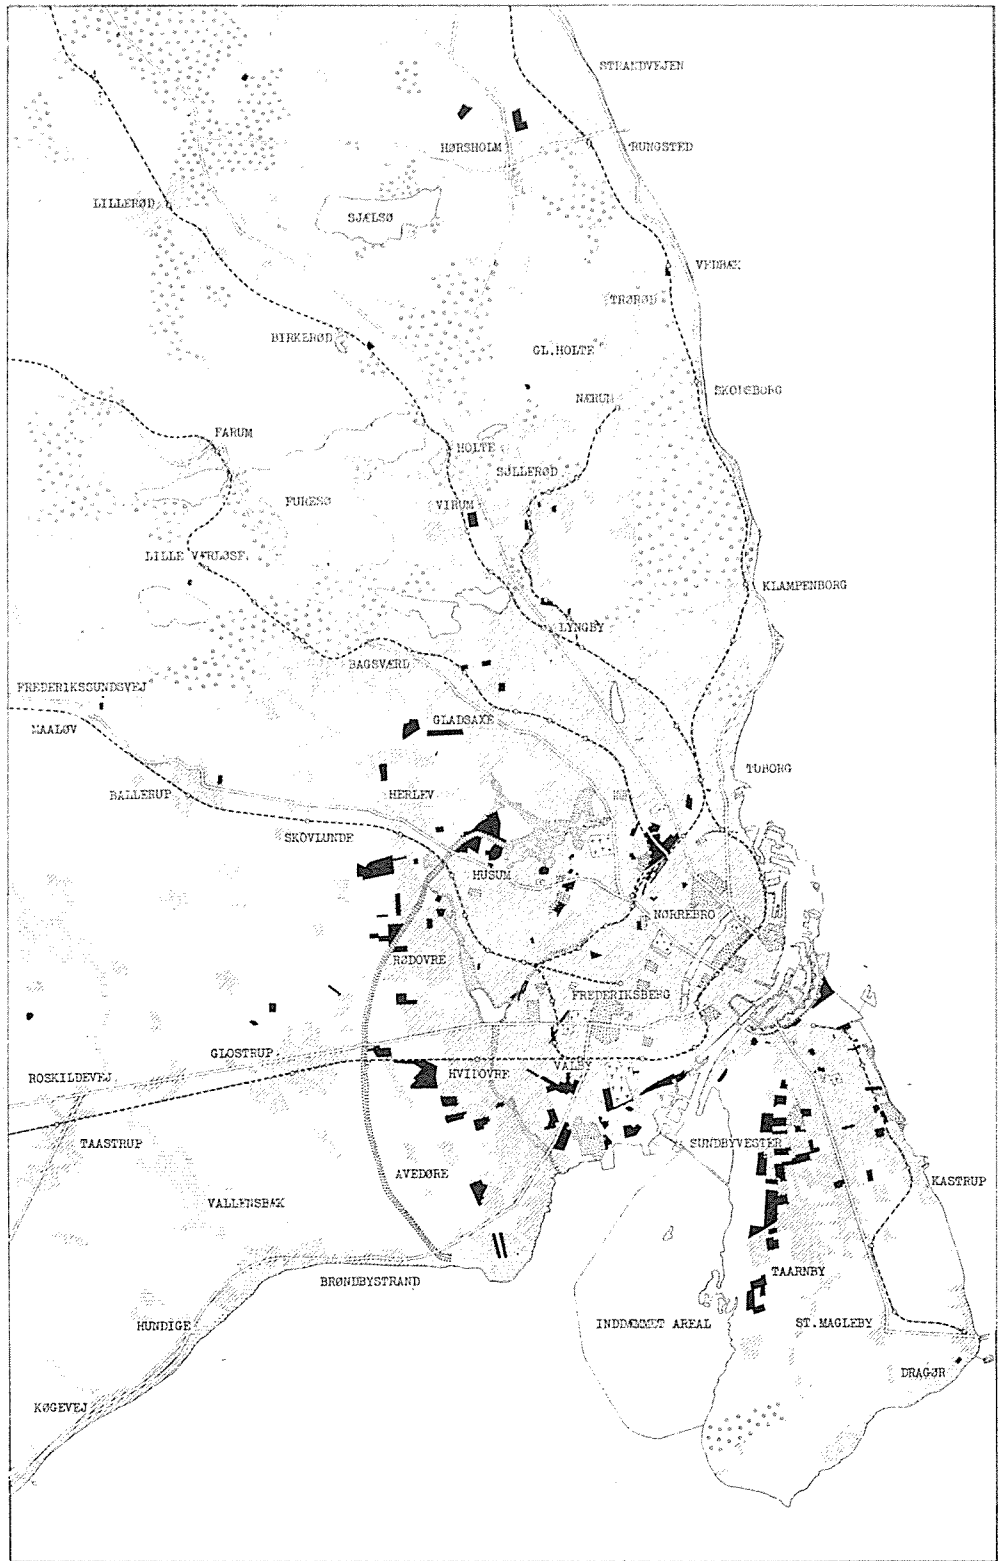 STRANDVEJEN
HØRSHOLM
RUNGSTED
LILLERØD
SJÆLSØ
VEDBÆK
TRØRØD
BIRKERØD
GL.HOLTE
SKODSBORG
NÆRUM
FARUM
HOLTE
SØLLERØD
FURESØ
VIRUM
LILLE VÆRLØSE.
KLAMPENBORG
LYNGBY
BAGSVÆRD
FREDERIKSSUNDSVEJ
GLADSAXE
MAALØV
TUBORG
BALLERUP
HERLEV
SKOVLUNDE
HUSUM
NØRREBRO
RØDOVRE
FREDERIKSBERG
GLOSTRUP
VALBY
HVIDOVRE
ROSKILDEVEJ
TAASTRUP
SUNDBYVESTER
AVEDØRE
KASTRUP
VALLENSBÆK
TAARNBY
BRØNDBYSTRAND
HUNDIGE
INDDÆMMET AREAL
ST.MAGLEBY
DRAGØR
KØGEVEJ